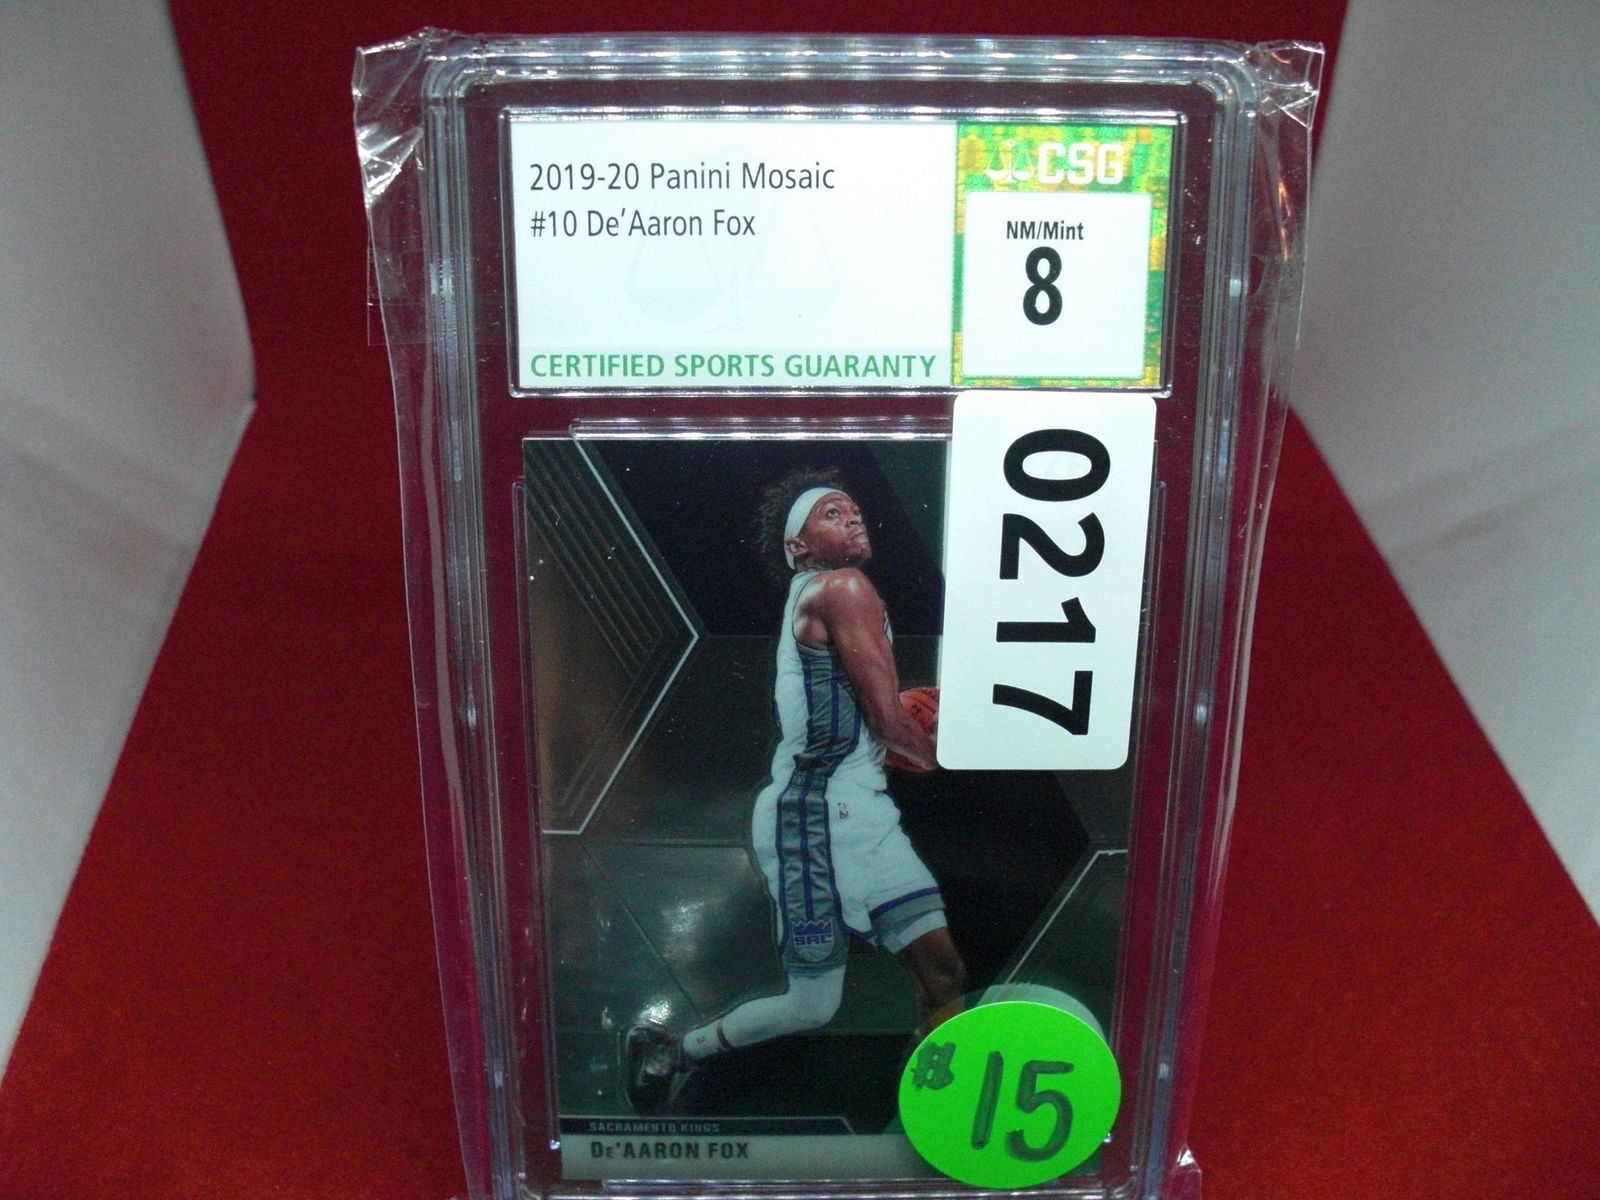 2019-20 Panini Mosaic
#10 De'Aaron Fox
CERTIFIED SPORTS GUARANTY
CSG
NM/Mint
8
0217
SAC
SACRAMENTO KINGS
De'AARON FOX
$15